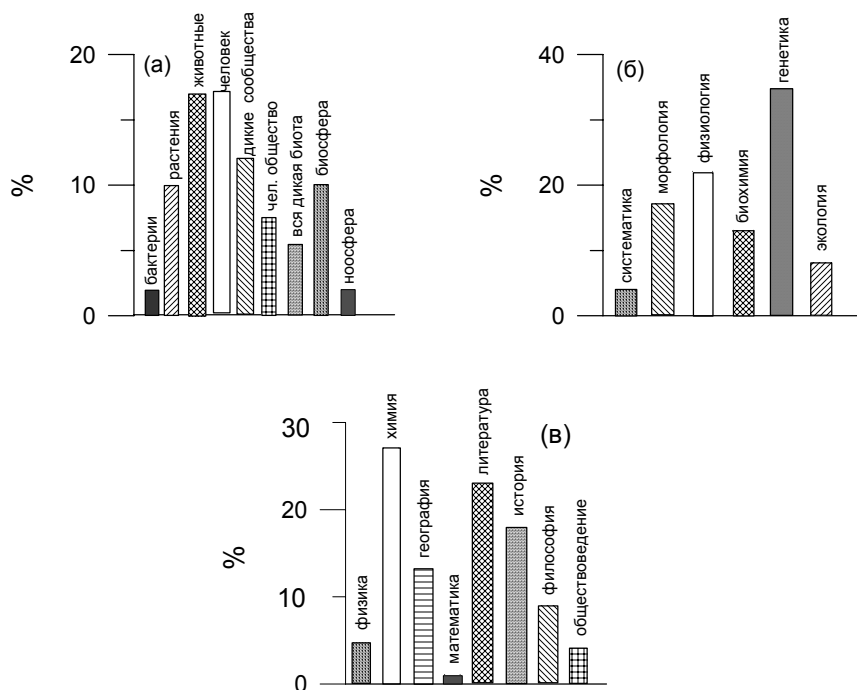 (а)
%
20
10
0
бактерии
растения
животные
человек
дикие сообщества
чел. общество
вся дикая биота
биосфера
ноосфера
(б)
%
40
20
0
систематика
морфология
физиология
биохимия
генетика
экология
(в)
%
30
20
10
0
физика
химия
география
математика
литература
история
философия
обществоведение